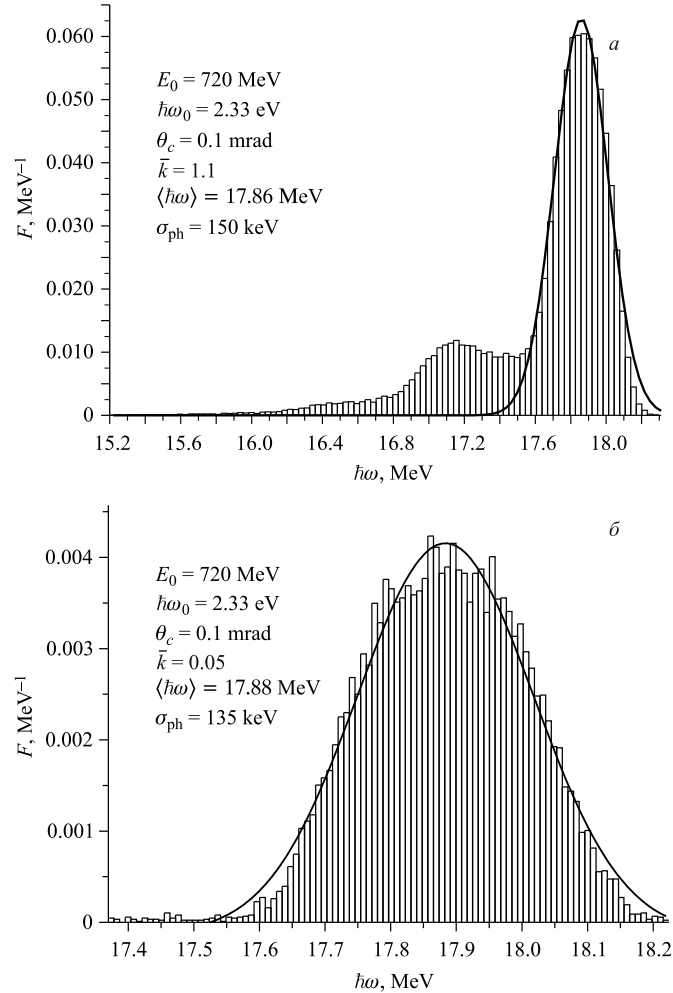 0.060
0.050
0.040
0.030
0.020
0.010
0
F, MeV⁻¹
a
E₀ = 720 MeV
ħω₀ = 2.33 eV
θ_c = 0.1 mrad
k̄ = 1.1
⟨ħω⟩ = 17.86 MeV
σ_ph = 150 keV
15.2 15.6 16.0 16.4 16.8 17.2 17.6 18.0
ħω, MeV
0.004
0.003
0.002
0.001
0
F, MeV⁻¹
б
E₀ = 720 MeV
ħω₀ = 2.33 eV
θ_c = 0.1 mrad
k̄ = 0.05
⟨ħω⟩ = 17.88 MeV
σ_ph = 135 keV
17.4 17.5 17.6 17.7 17.8 17.9 18.0 18.1 18.2
ħω, MeV